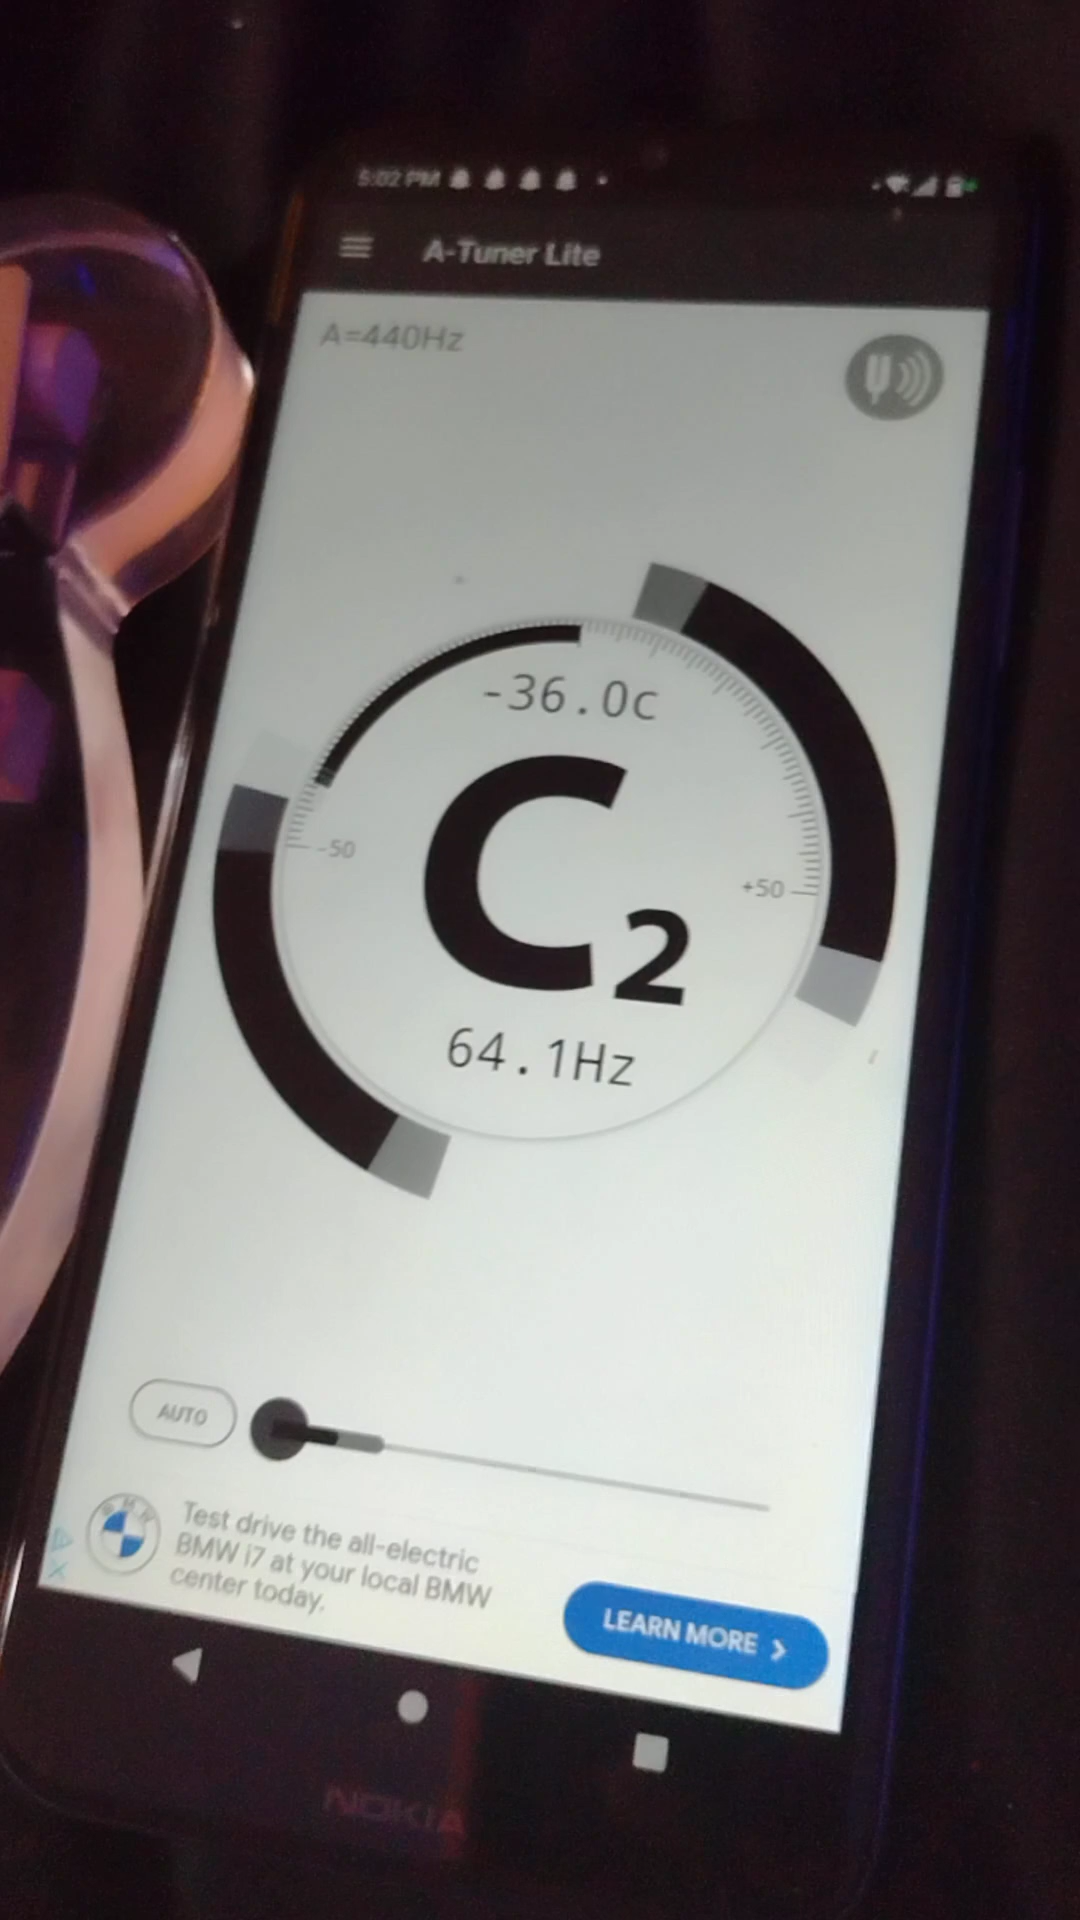 5:02 PM
A-Tuner Lite
A=440Hz
-36.0c
C2
-50
+50
64.1Hz
AUTO
BMW
Test drive the all-electric
BMW i7 at your local BMW
center today.
LEARN MORE
NOKIA